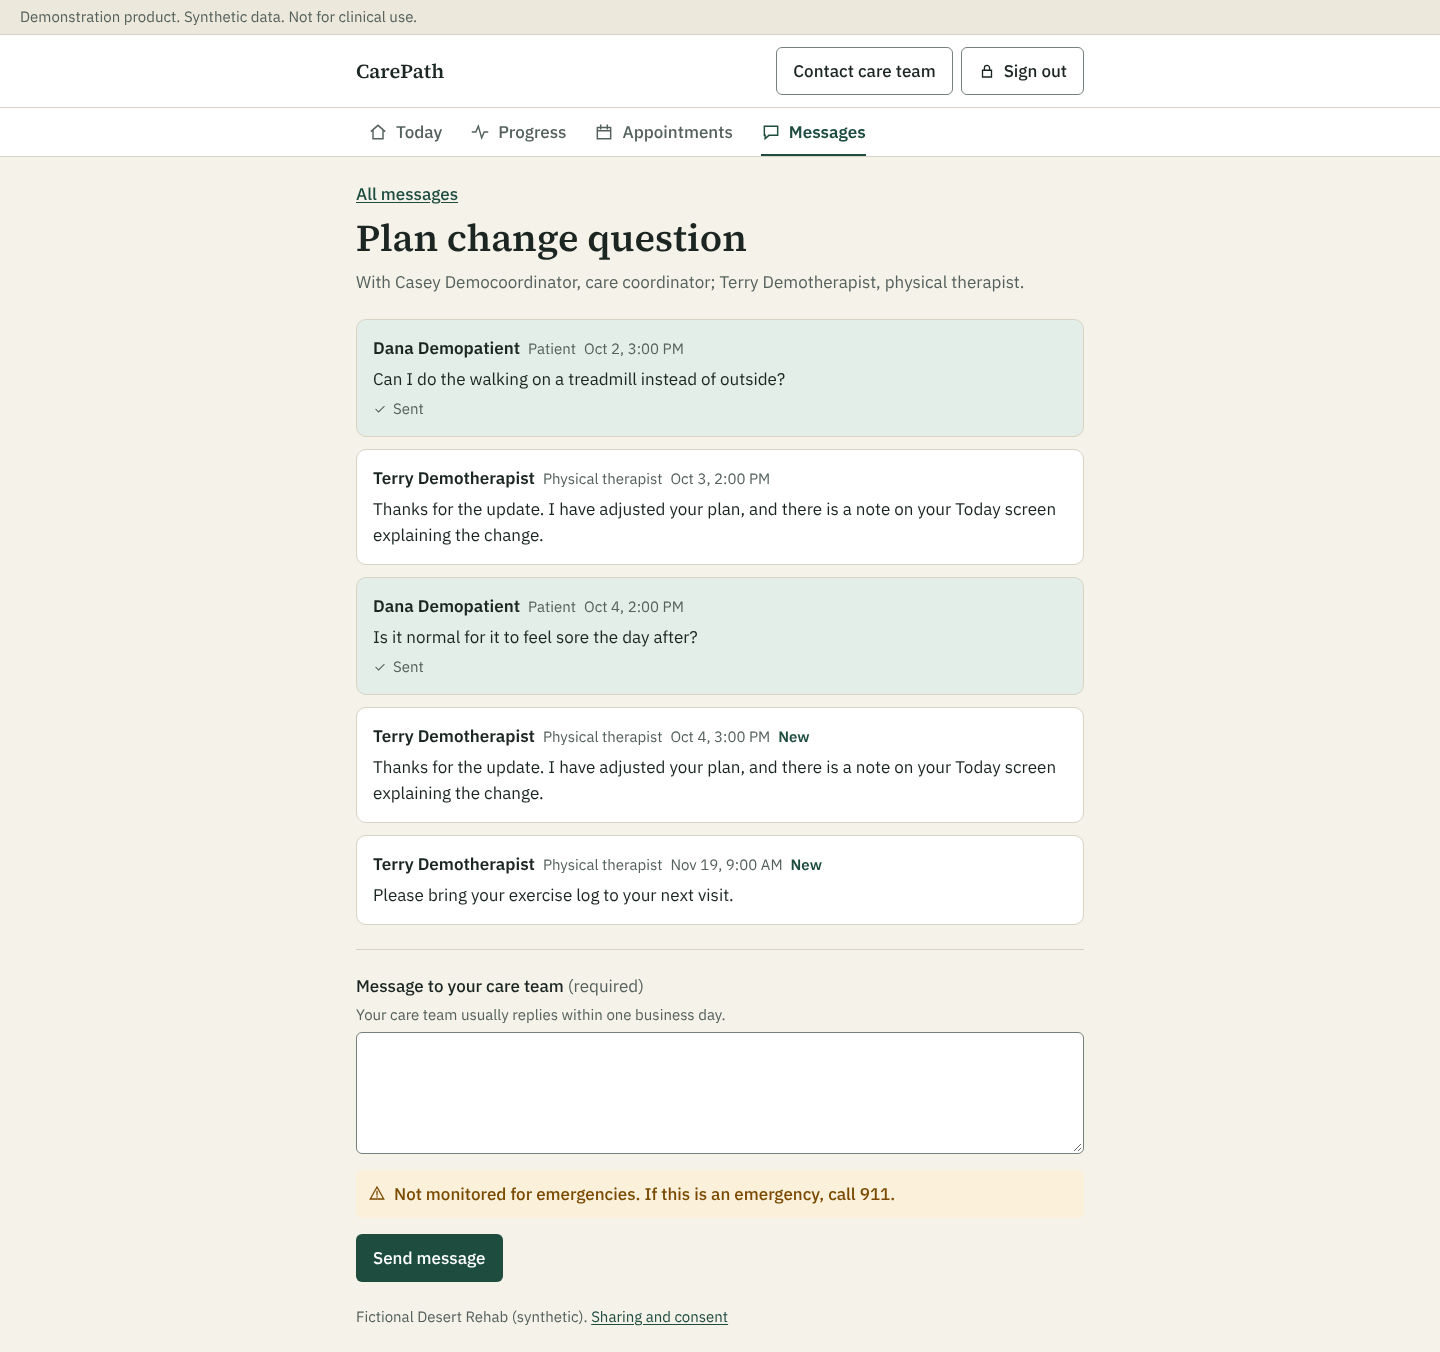 Demonstration product. Synthetic data. Not for clinical use.
CarePath
Contact care team
Sign out
Today
Progress
Appointments
Messages
All messages
Plan change question
With Casey Democoordinator, care coordinator; Terry Demotherapist, physical therapist.
Dana Demopatient Patient Oct 2, 3:00 PM
Can I do the walking on a treadmill instead of outside?
Sent
Terry Demotherapist Physical therapist Oct 3, 2:00 PM
Thanks for the update. I have adjusted your plan, and there is a note on your Today screen
explaining the change.
Dana Demopatient Patient Oct 4, 2:00 PM
Is it normal for it to feel sore the day after?
Sent
Terry Demotherapist Physical therapist Oct 4, 3:00 PM New
Thanks for the update. I have adjusted your plan, and there is a note on your Today screen
explaining the change.
Terry Demotherapist Physical therapist Nov 19, 9:00 AM New
Please bring your exercise log to your next visit.
Message to your care team (required)
Your care team usually replies within one business day.
Not monitored for emergencies. If this is an emergency, call 911.
Send message
Fictional Desert Rehab (synthetic). Sharing and consent